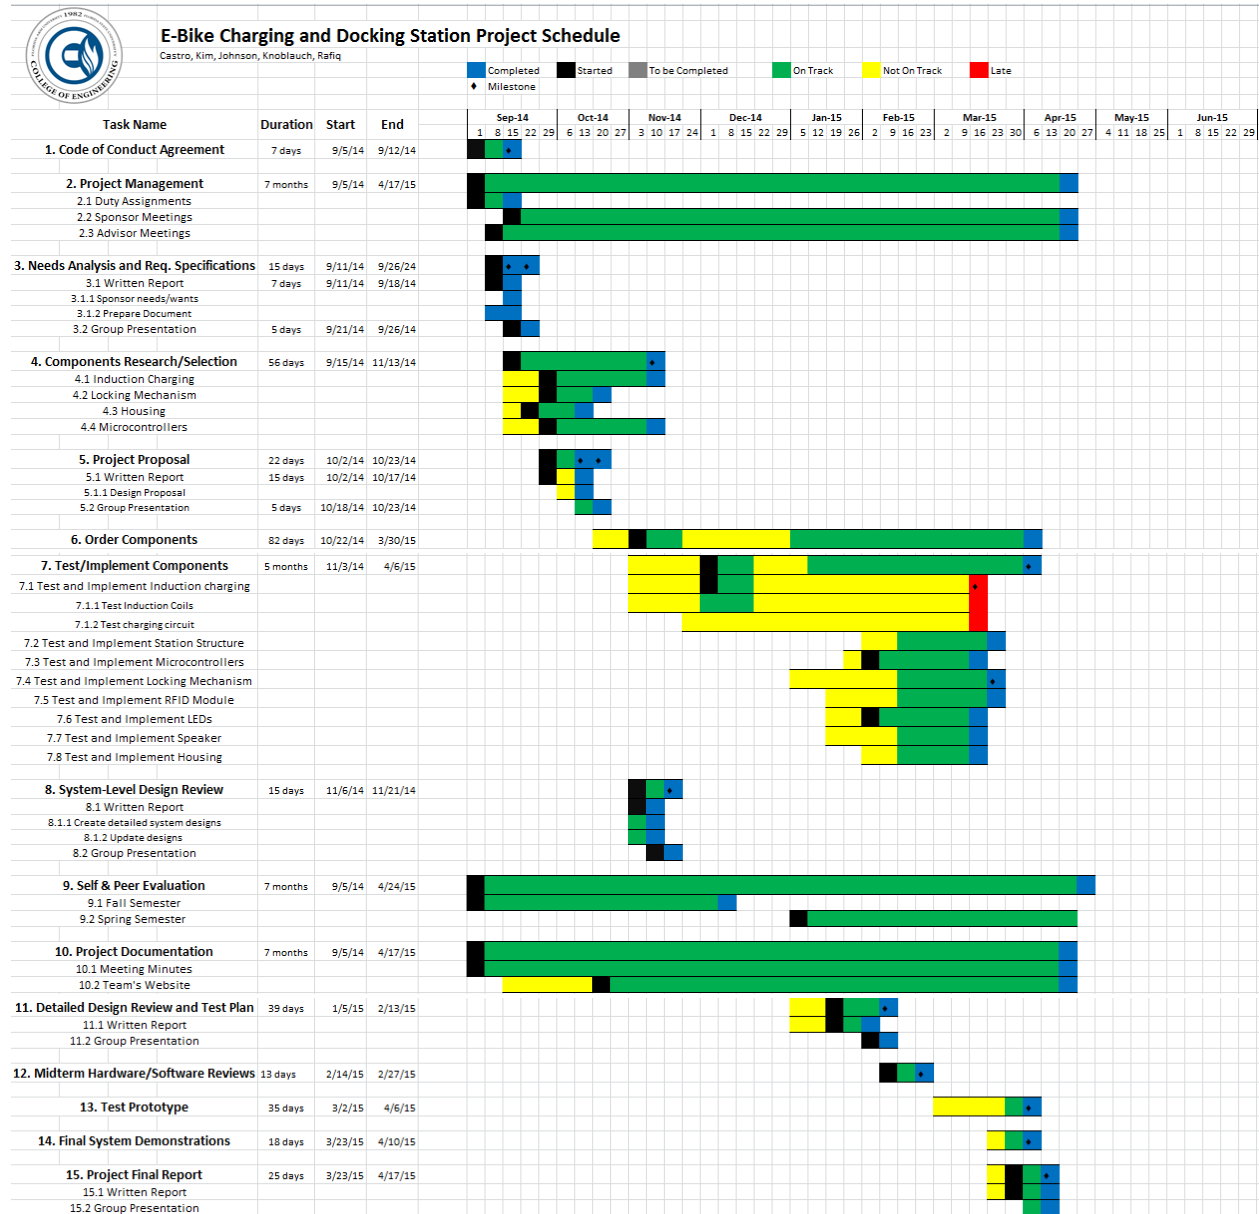 1982
COLLEGE OF ENGINEERING
E-Bike Charging and Docking Station Project Schedule
Castro, Kim, Johnson, Knoblauch, Rafiq
Completed Started To be Completed On Track Not On Track Late
Milestone
Task Name Duration Start End Sep-14 Oct-14 Nov-14 Dec-14 Jan-15 Feb-15 Mar-15 Apr-15 May-15 Jun-15
1 8 15 22 29 6 13 20 27 3 10 17 24 1 8 15 22 29 5 12 19 26 2 9 16 23 2 9 16 23 30 6 13 20 27 4 11 18 25 1 8 15 22 29
1. Code of Conduct Agreement 7 days 9/5/14 9/12/14
2. Project Management 7 months 9/5/14 4/17/15
2.1 Duty Assignments
2.2 Sponsor Meetings
2.3 Advisor Meetings
3. Needs Analysis and Req. Specifications 15 days 9/11/14 9/26/24
3.1 Written Report 7 days 9/11/14 9/18/14
3.1.1 Sponsor needs/wants
3.1.2 Prepare Document
3.2 Group Presentation 5 days 9/21/14 9/26/14
4. Components Research/Selection 56 days 9/15/14 11/13/14
4.1 Induction Charging
4.2 Locking Mechanism
4.3 Housing
4.4 Microcontrollers
5. Project Proposal 22 days 10/2/14 10/23/14
5.1 Written Report 15 days 10/2/14 10/17/14
5.1.1 Design Proposal
5.2 Group Presentation 5 days 10/18/14 10/23/14
6. Order Components 82 days 10/22/14 3/30/15
7. Test/Implement Components 5 months 11/3/14 4/6/15
7.1 Test and Implement Induction charging
7.1.1 Test Induction Coils
7.1.2 Test charging circuit
7.2 Test and Implement Station Structure
7.3 Test and Implement Microcontrollers
7.4 Test and Implement Locking Mechanism
7.5 Test and Implement RFID Module
7.6 Test and Implement LEDs
7.7 Test and Implement Speaker
7.8 Test and Implement Housing
8. System-Level Design Review 15 days 11/6/14 11/21/14
8.1 Written Report
8.1.1 Create detailed system designs
8.1.2 Update designs
8.2 Group Presentation
9. Self & Peer Evaluation 7 months 9/5/14 4/24/15
9.1 Fall Semester
9.2 Spring Semester
10. Project Documentation 7 months 9/5/14 4/17/15
10.1 Meeting Minutes
10.2 Team's Website
11. Detailed Design Review and Test Plan 39 days 1/5/15 2/13/15
11.1 Written Report
11.2 Group Presentation
12. Midterm Hardware/Software Reviews 13 days 2/14/15 2/27/15
13. Test Prototype 35 days 3/2/15 4/6/15
14. Final System Demonstrations 18 days 3/23/15 4/10/15
15. Project Final Report 25 days 3/23/15 4/17/15
15.1 Written Report
15.2 Group Presentation